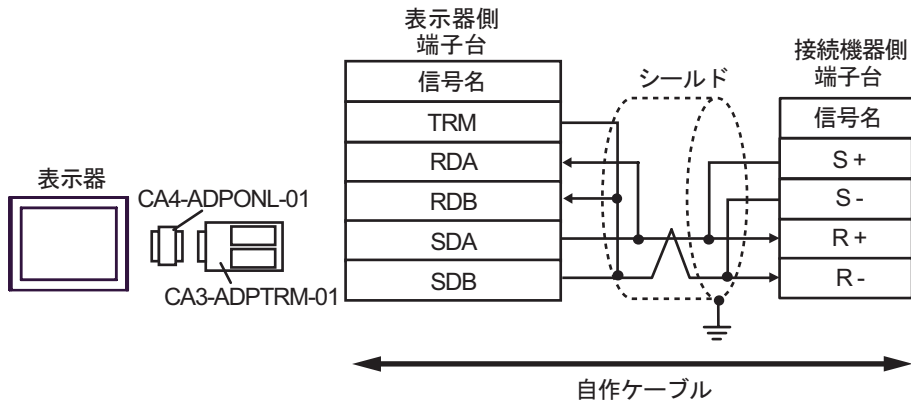 表示器
CA4-ADPONL-01
CA3-ADPTRM-01
表示器側
端子台
信号名
TRM
RDA
RDB
SDA
SDB
シールド
接続機器側
端子台
信号名
S +
S -
R +
R -
自作ケーブル